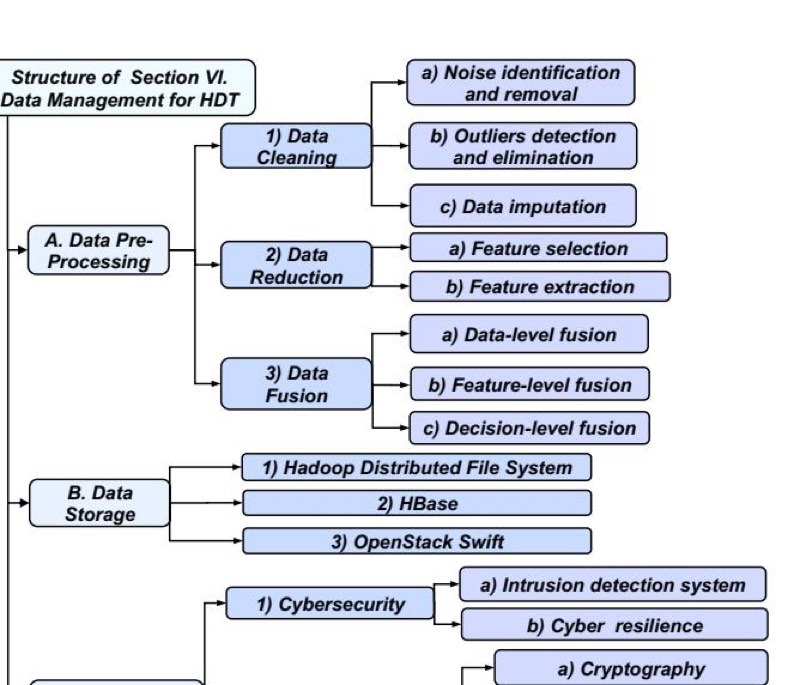 Structure of Section VI.
Data Management for HDT
a) Noise identification
and removal
1) Data
Cleaning
b) Outliers detection
and elimination
c) Data imputation
A. Data Pre-
Processing
2) Data
Reduction
a) Feature selection
b) Feature extraction
3) Data
Fusion
a) Data-level fusion
b) Feature-level fusion
c) Decision-level fusion
B. Data
Storage
1) Hadoop Distributed File System
2) HBase
3) OpenStack Swift
1) Cybersecurity
a) Intrusion detection system
b) Cyber resilience
a) Cryptography